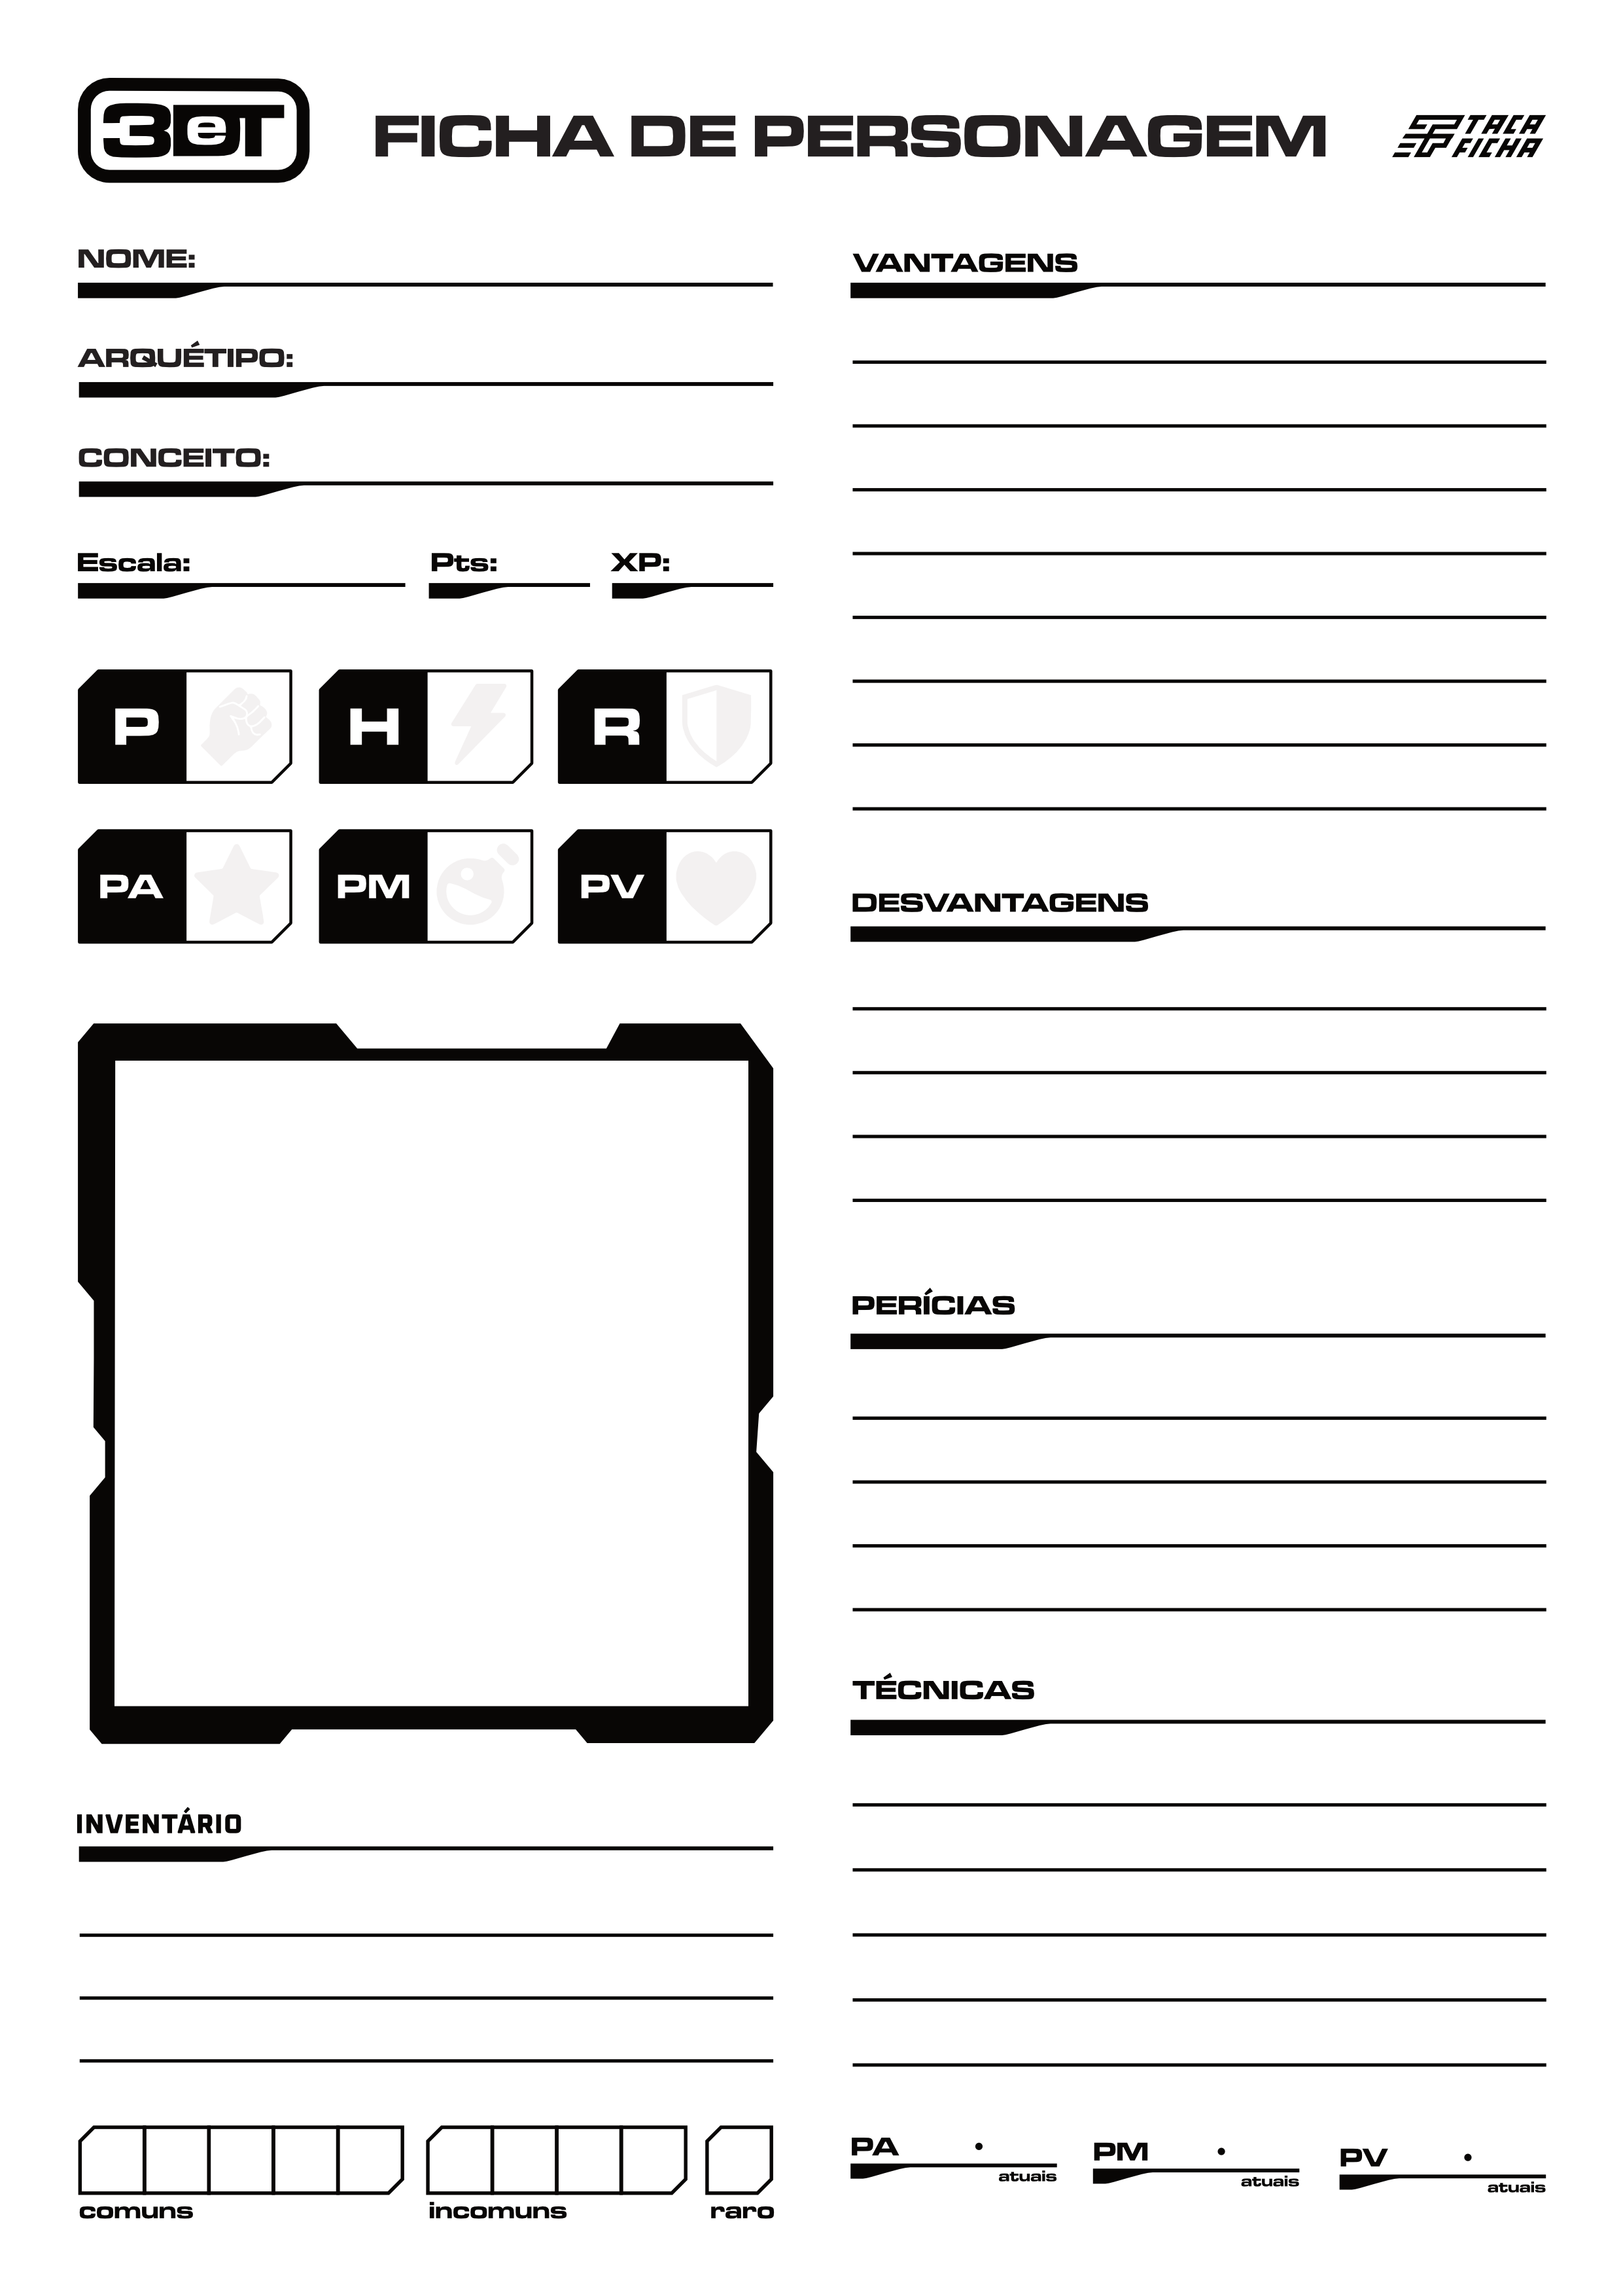 3eT
FICHA DE PERSONAGEM
TACA
FICHA
NOME:
ARQUÉTIPO:
CONCEITO:
Escala:
Pts:
XP:
P
H
R
PA
PM
PV
INVENTÁRIO
comuns
incomuns
raro
VANTAGENS
DESVANTAGENS
PERÍCIAS
TÉCNICAS
PA
atuais
PM
atuais
PV
atuais